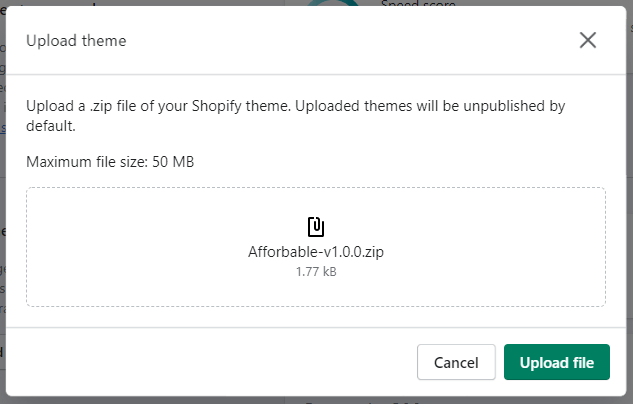 Speed score
Upload theme
Upload a .zip file of your Shopify theme. Uploaded themes will be unpublished by
default.
Maximum file size: 50 MB
Afforbable-v1.0.0.zip
1.77 kB
Cancel
Upload file